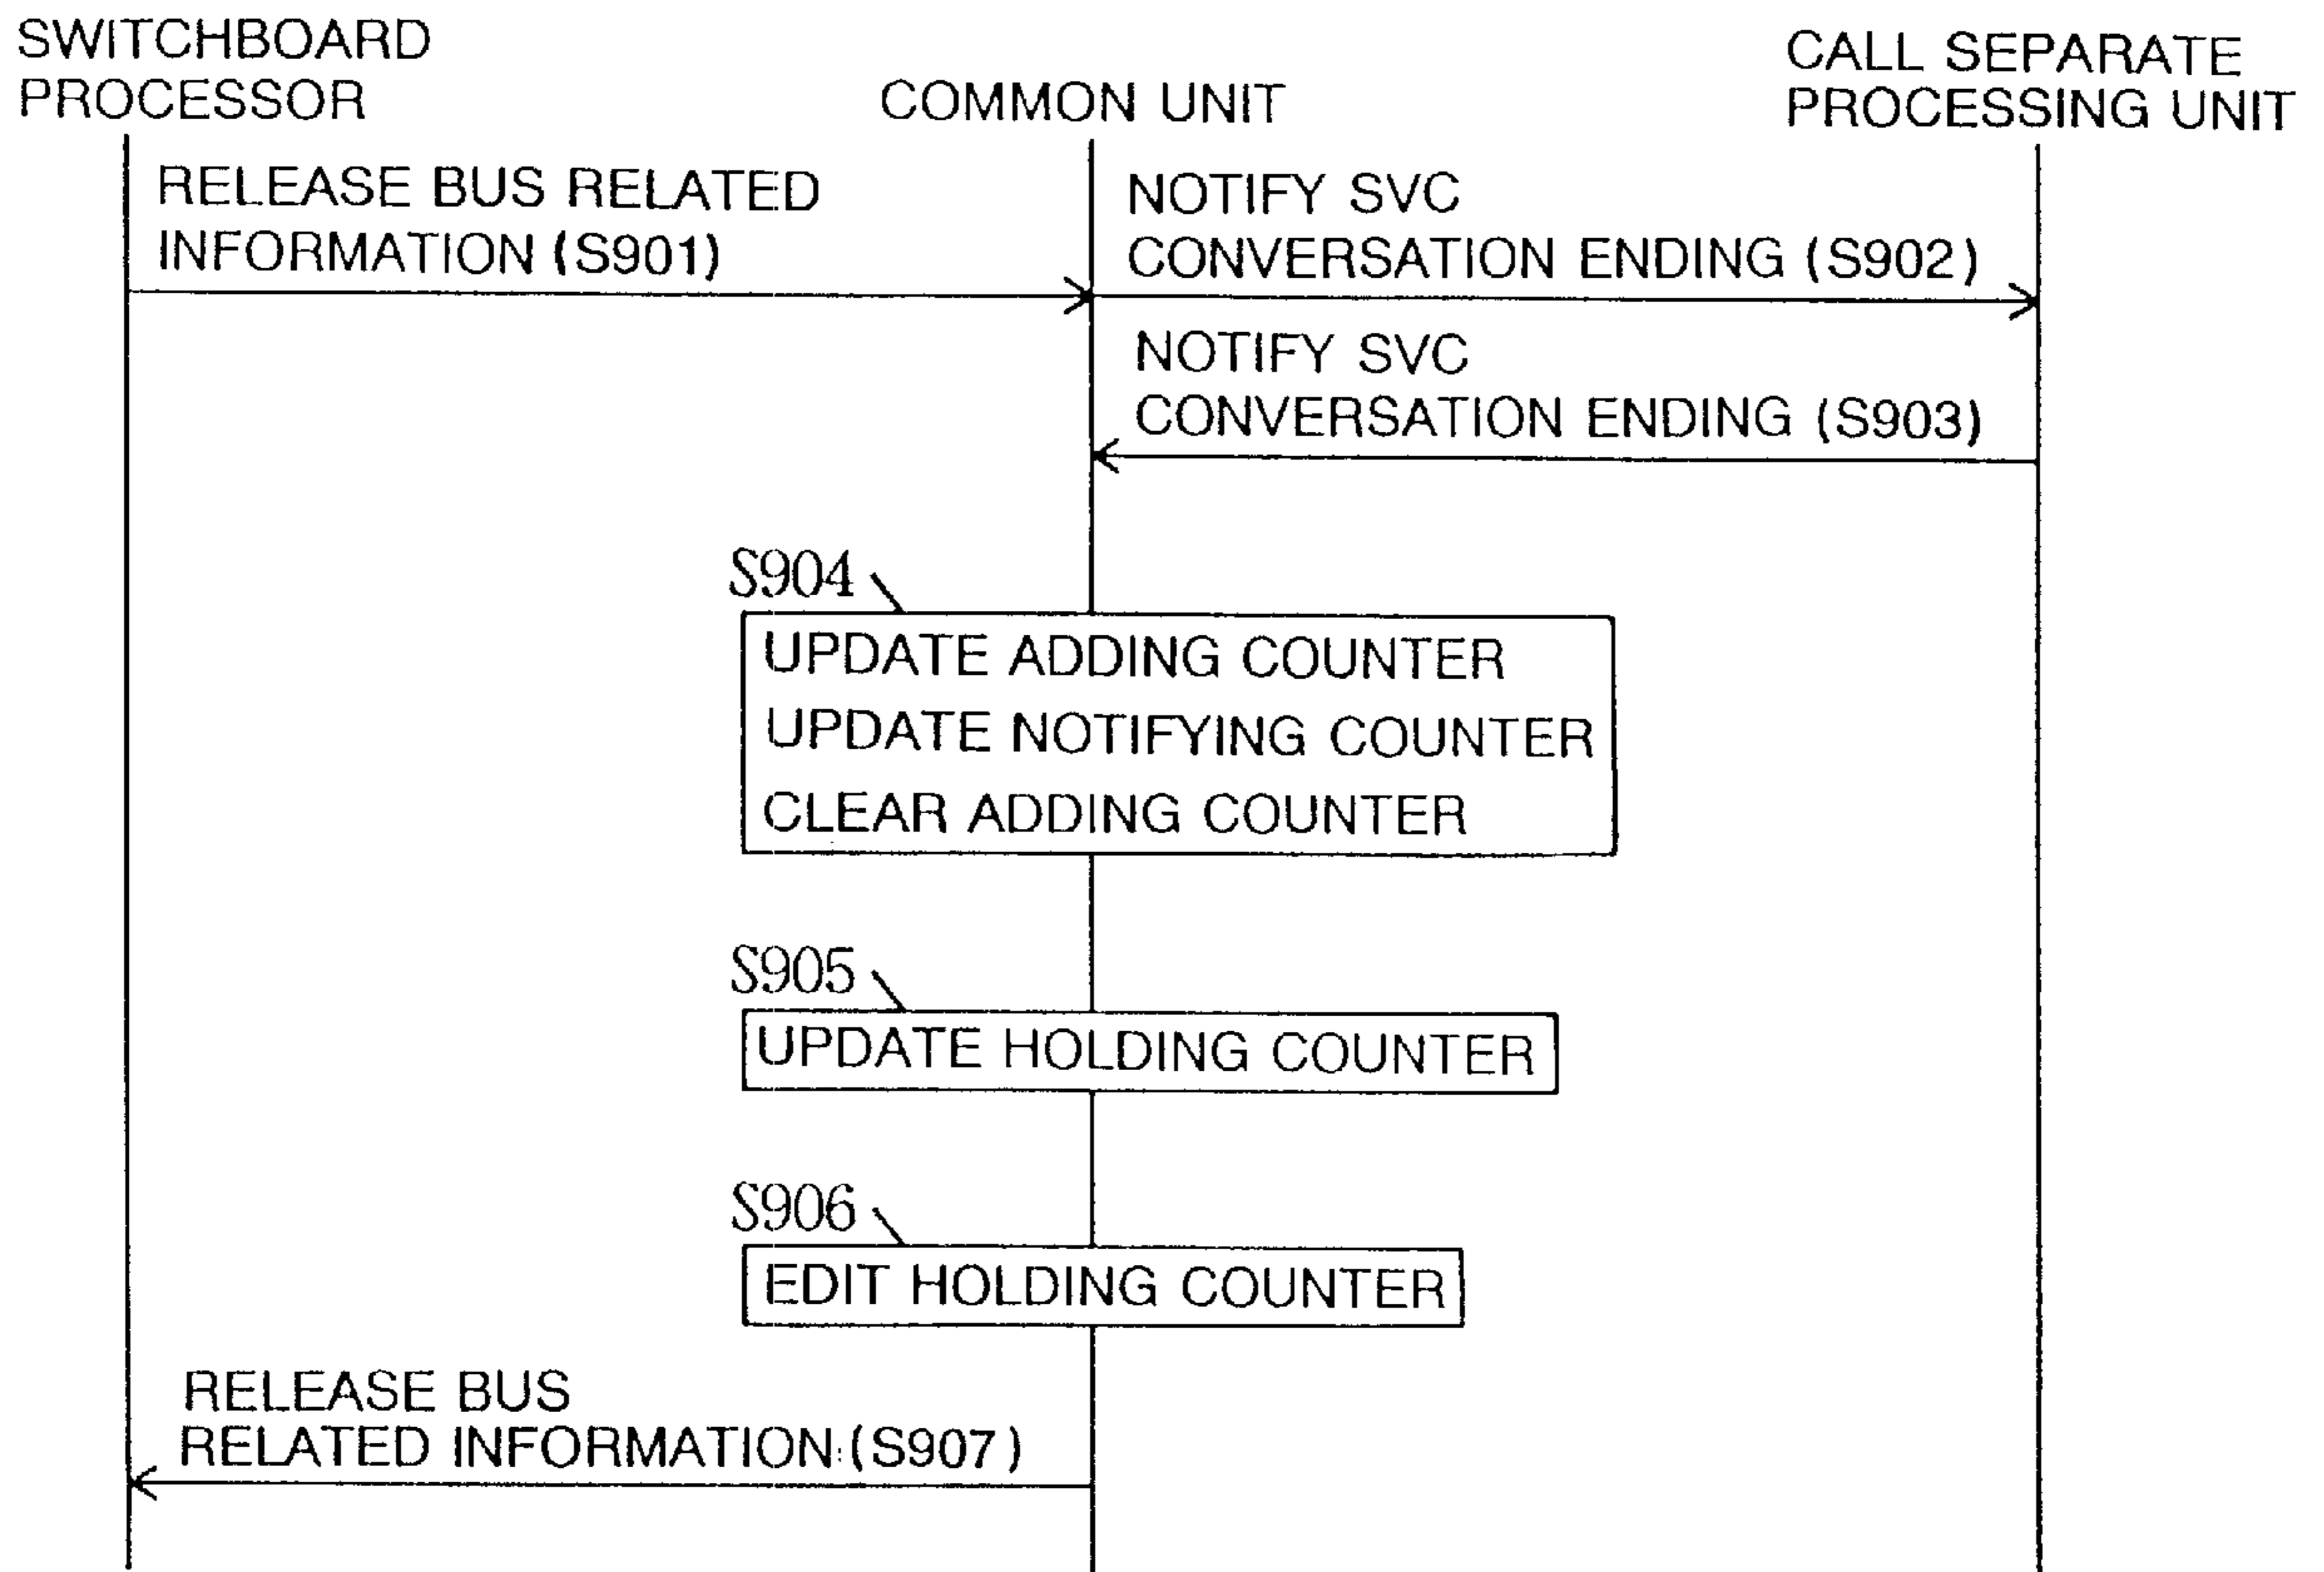 SWITCHBOARD
PROCESSOR
COMMON UNIT
CALL SEPARATE
PROCESSING UNIT
RELEASE BUS RELATED
INFORMATION (S901)
NOTIFY SVC
CONVERSATION ENDING (S902)
NOTIFY SVC
CONVERSATION ENDING (S903)
S904
UPDATE ADDING COUNTER
UPDATE NOTIFYING COUNTER
CLEAR ADDING COUNTER
S905
UPDATE HOLDING COUNTER
S906
EDIT HOLDING COUNTER
RELEASE BUS
RELATED INFORMATION (S907)